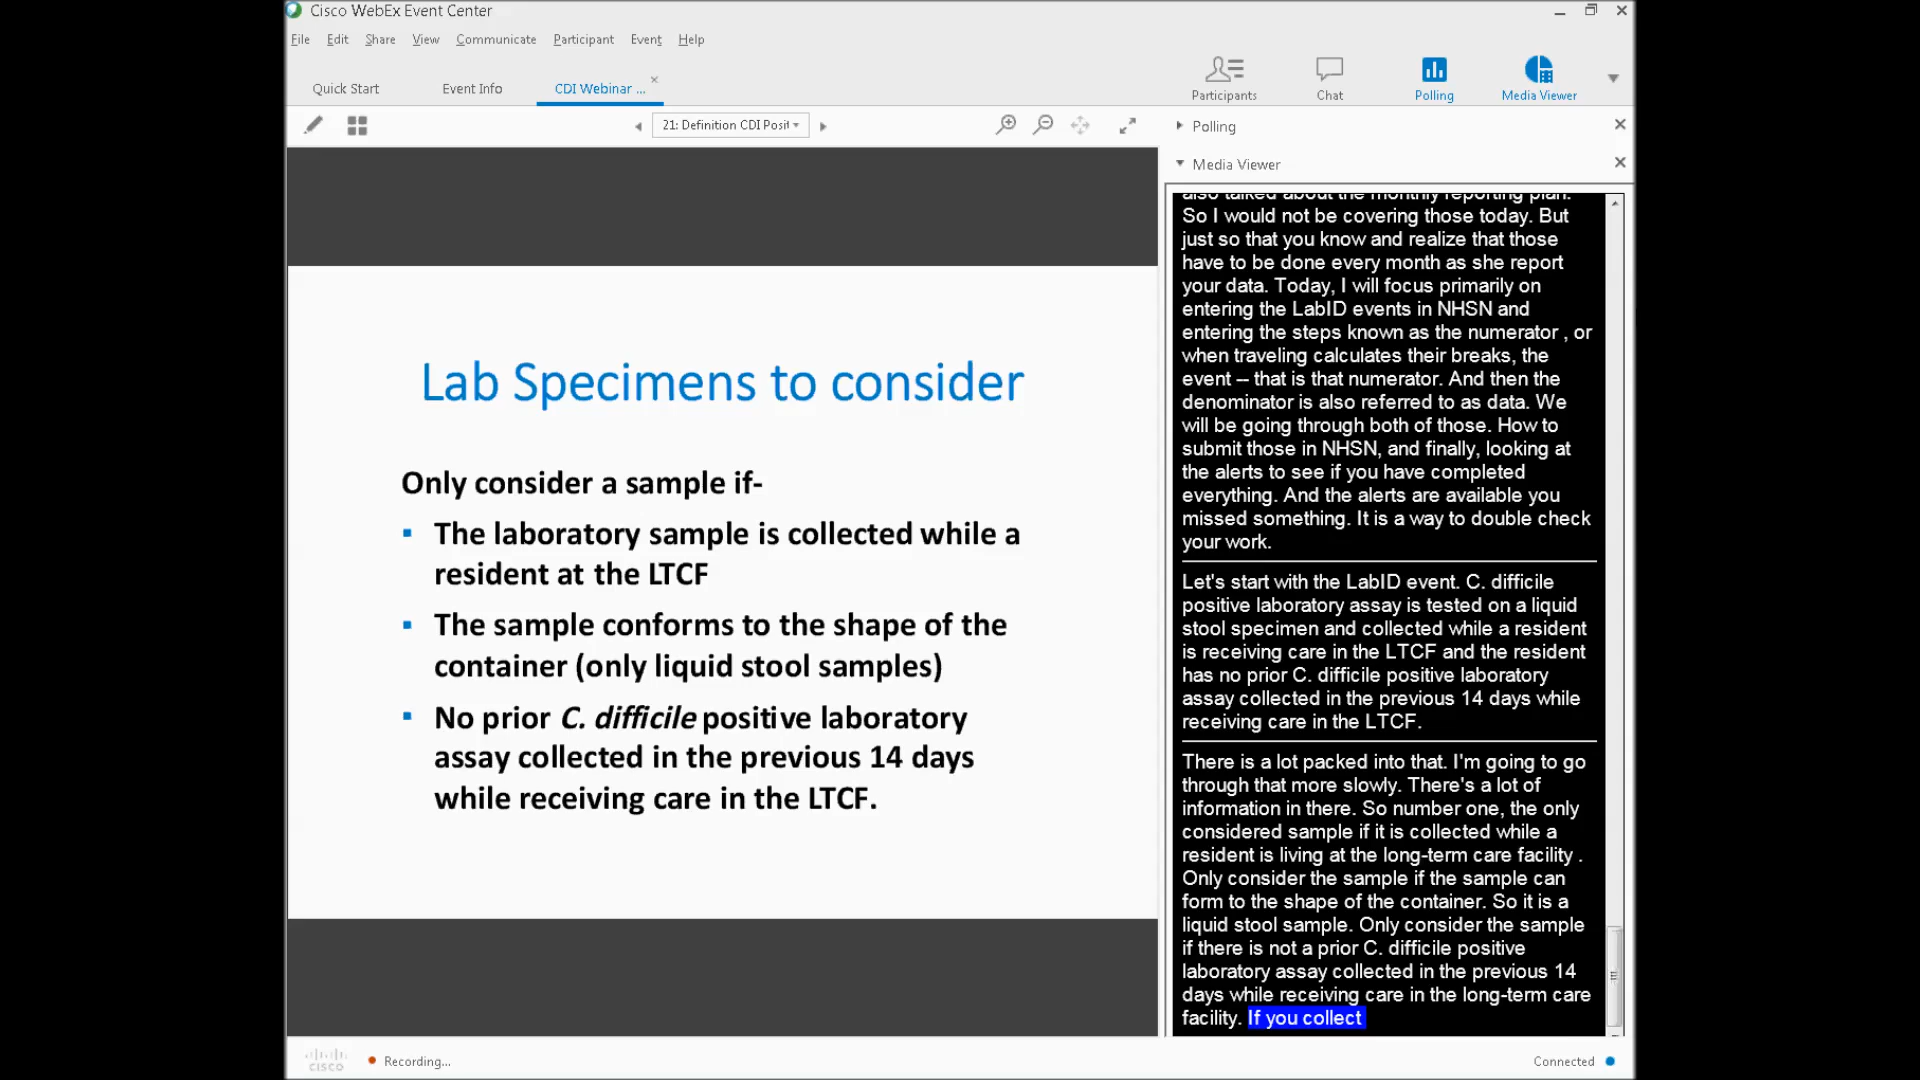 Cisco WebEx Event Center
File Edit Share View Communicate Participant Event Help
Quick Start Event Info CDI Webinar ...
Participants Chat Polling Media Viewer
21: Definition CDI Posit
Polling
Media Viewer
Lab Specimens to consider
Only consider a sample if-
The laboratory sample is collected while a
resident at the LTCF
The sample conforms to the shape of the
container (only liquid stool samples)
No prior C. difficile positive laboratory
assay collected in the previous 14 days
while receiving care in the LTCF.
also talked about the monthly reporting plan.
So I would not be covering those today. But
just so that you know and realize that those
have to be done every month as she report
your data. Today, I will focus primarily on
entering the LabID events in NHSN and
entering the steps known as the numerator , or
when traveling calculates their breaks, the
event -- that is that numerator. And then the
denominator is also referred to as data. We
will be going through both of those. How to
submit those in NHSN, and finally, looking at
the alerts to see if you have completed
everything. And the alerts are available you
missed something. It is a way to double check
your work.
Let's start with the LabID event. C. difficile
positive laboratory assay is tested on a liquid
stool specimen and collected while a resident
is receiving care in the LTCF and the resident
has no prior C. difficile positive laboratory
assay collected in the previous 14 days while
receiving care in the LTCF.
There is a lot packed into that. I'm going to go
through that more slowly. There's a lot of
information in there. So number one, the only
considered sample if it is collected while a
resident is living at the long-term care facility .
Only consider the sample if the sample can
form to the shape of the container. So it is a
liquid stool sample. Only consider the sample
if there is not a prior C. difficile positive
laboratory assay collected in the previous 14
days while receiving care in the long-term care
facility. If you collect
cisco
Recording...
Connected